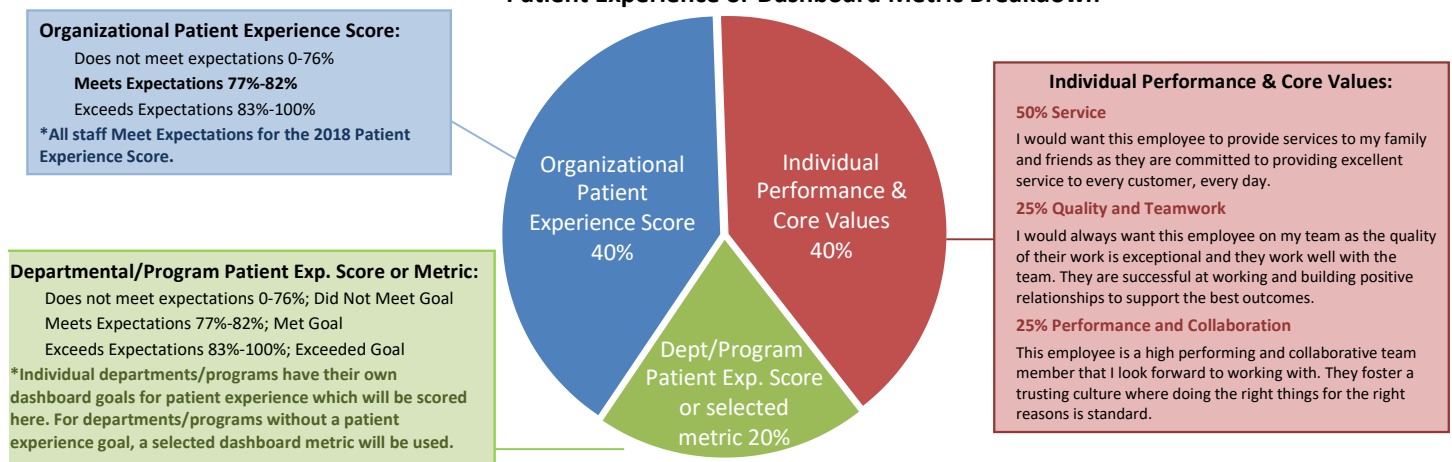 Patient Experience or Dashboard Metric Breakdown
Organizational Patient Experience Score:
Does not meet expectations 0-76%
Meets Expectations 77%-82%
Exceeds Expectations 83%-100%
*All staff Meet Expectations for the 2018 Patient
Experience Score.
Departmental/Program Patient Exp. Score or Metric:
Does not meet expectations 0-76%; Did Not Meet Goal
Meets Expectations 77%-82%; Met Goal
Exceeds Expectations 83%-100%; Exceeded Goal
*Individual departments/programs have their own
dashboard goals for patient experience which will be scored
here. For departments/programs without a patient
experience goal, a selected dashboard metric will be used.
Organizational
Patient
Experience Score
40%
Individual
Performance &
Core Values
40%
Dept/Program
Patient Exp. Score
or selected
metric 20%
Individual Performance & Core Values:
50% Service
I would want this employee to provide services to my family
and friends as they are committed to providing excellent
service to every customer, every day.
25% Quality and Teamwork
I would always want this employee on my team as the quality
of their work is exceptional and they work well with the
team. They are successful at working and building positive
relationships to support the best outcomes.
25% Performance and Collaboration
This employee is a high performing and collaborative team
member that I look forward to working with. They foster a
trusting culture where doing the right things for the right
reasons is standard.